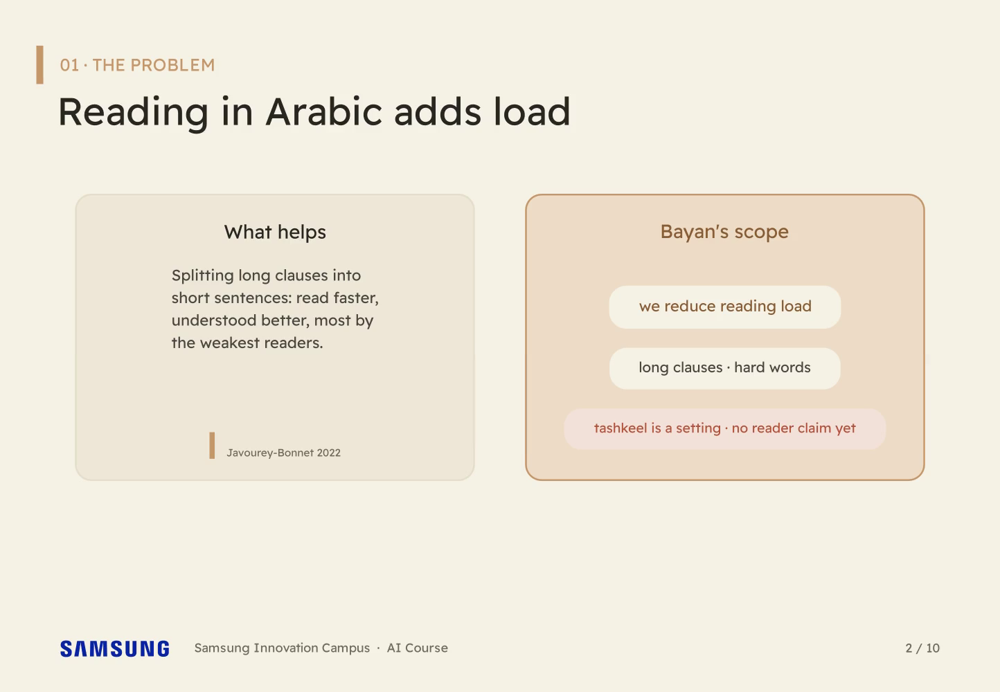 01 · THE PROBLEM
Reading in Arabic adds load
What helps
Splitting long clauses into
short sentences: read faster,
understood better, most by
the weakest readers.
Javourey-Bonnet 2022
Bayan's scope
we reduce reading load
long clauses · hard words
tashkeel is a setting · no reader claim yet
SAMSUNG
Samsung Innovation Campus · AI Course
2 / 10